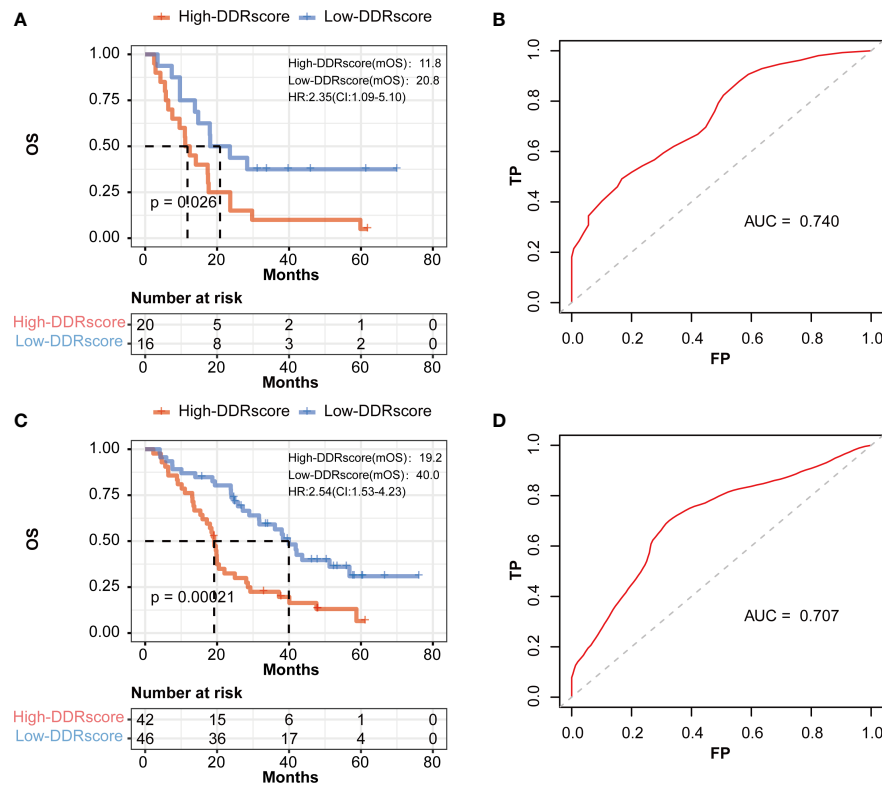 A
High-DDRscore Low-DDRscore
1.00
0.75
0.50
0.25
0.00
OS
High-DDRscore(mOS): 11.8
Low-DDRscore(mOS): 20.8
HR:2.35(CI:1.09-5.10)
p = 0.026
0 20 40 60 80
Months
Number at risk
High-DDRscore 20 5 2 1 0
Low-DDRscore 16 8 3 2 0
0 20 40 60 80
Months
B
1.0
0.8
0.6
0.4
0.2
0.0
TP
AUC = 0.740
0.0 0.2 0.4 0.6 0.8 1.0
FP
C
High-DDRscore Low-DDRscore
1.00
0.75
0.50
0.25
0.00
OS
High-DDRscore(mOS): 19.2
Low-DDRscore(mOS): 40.0
HR:2.54(CI:1.53-4.23)
p = 0.00021
0 20 40 60 80
Months
Number at risk
High-DDRscore 42 15 6 1 0
Low-DDRscore 46 36 17 4 0
0 20 40 60 80
Months
D
1.0
0.8
0.6
0.4
0.2
0.0
TP
AUC = 0.707
0.0 0.2 0.4 0.6 0.8 1.0
FP